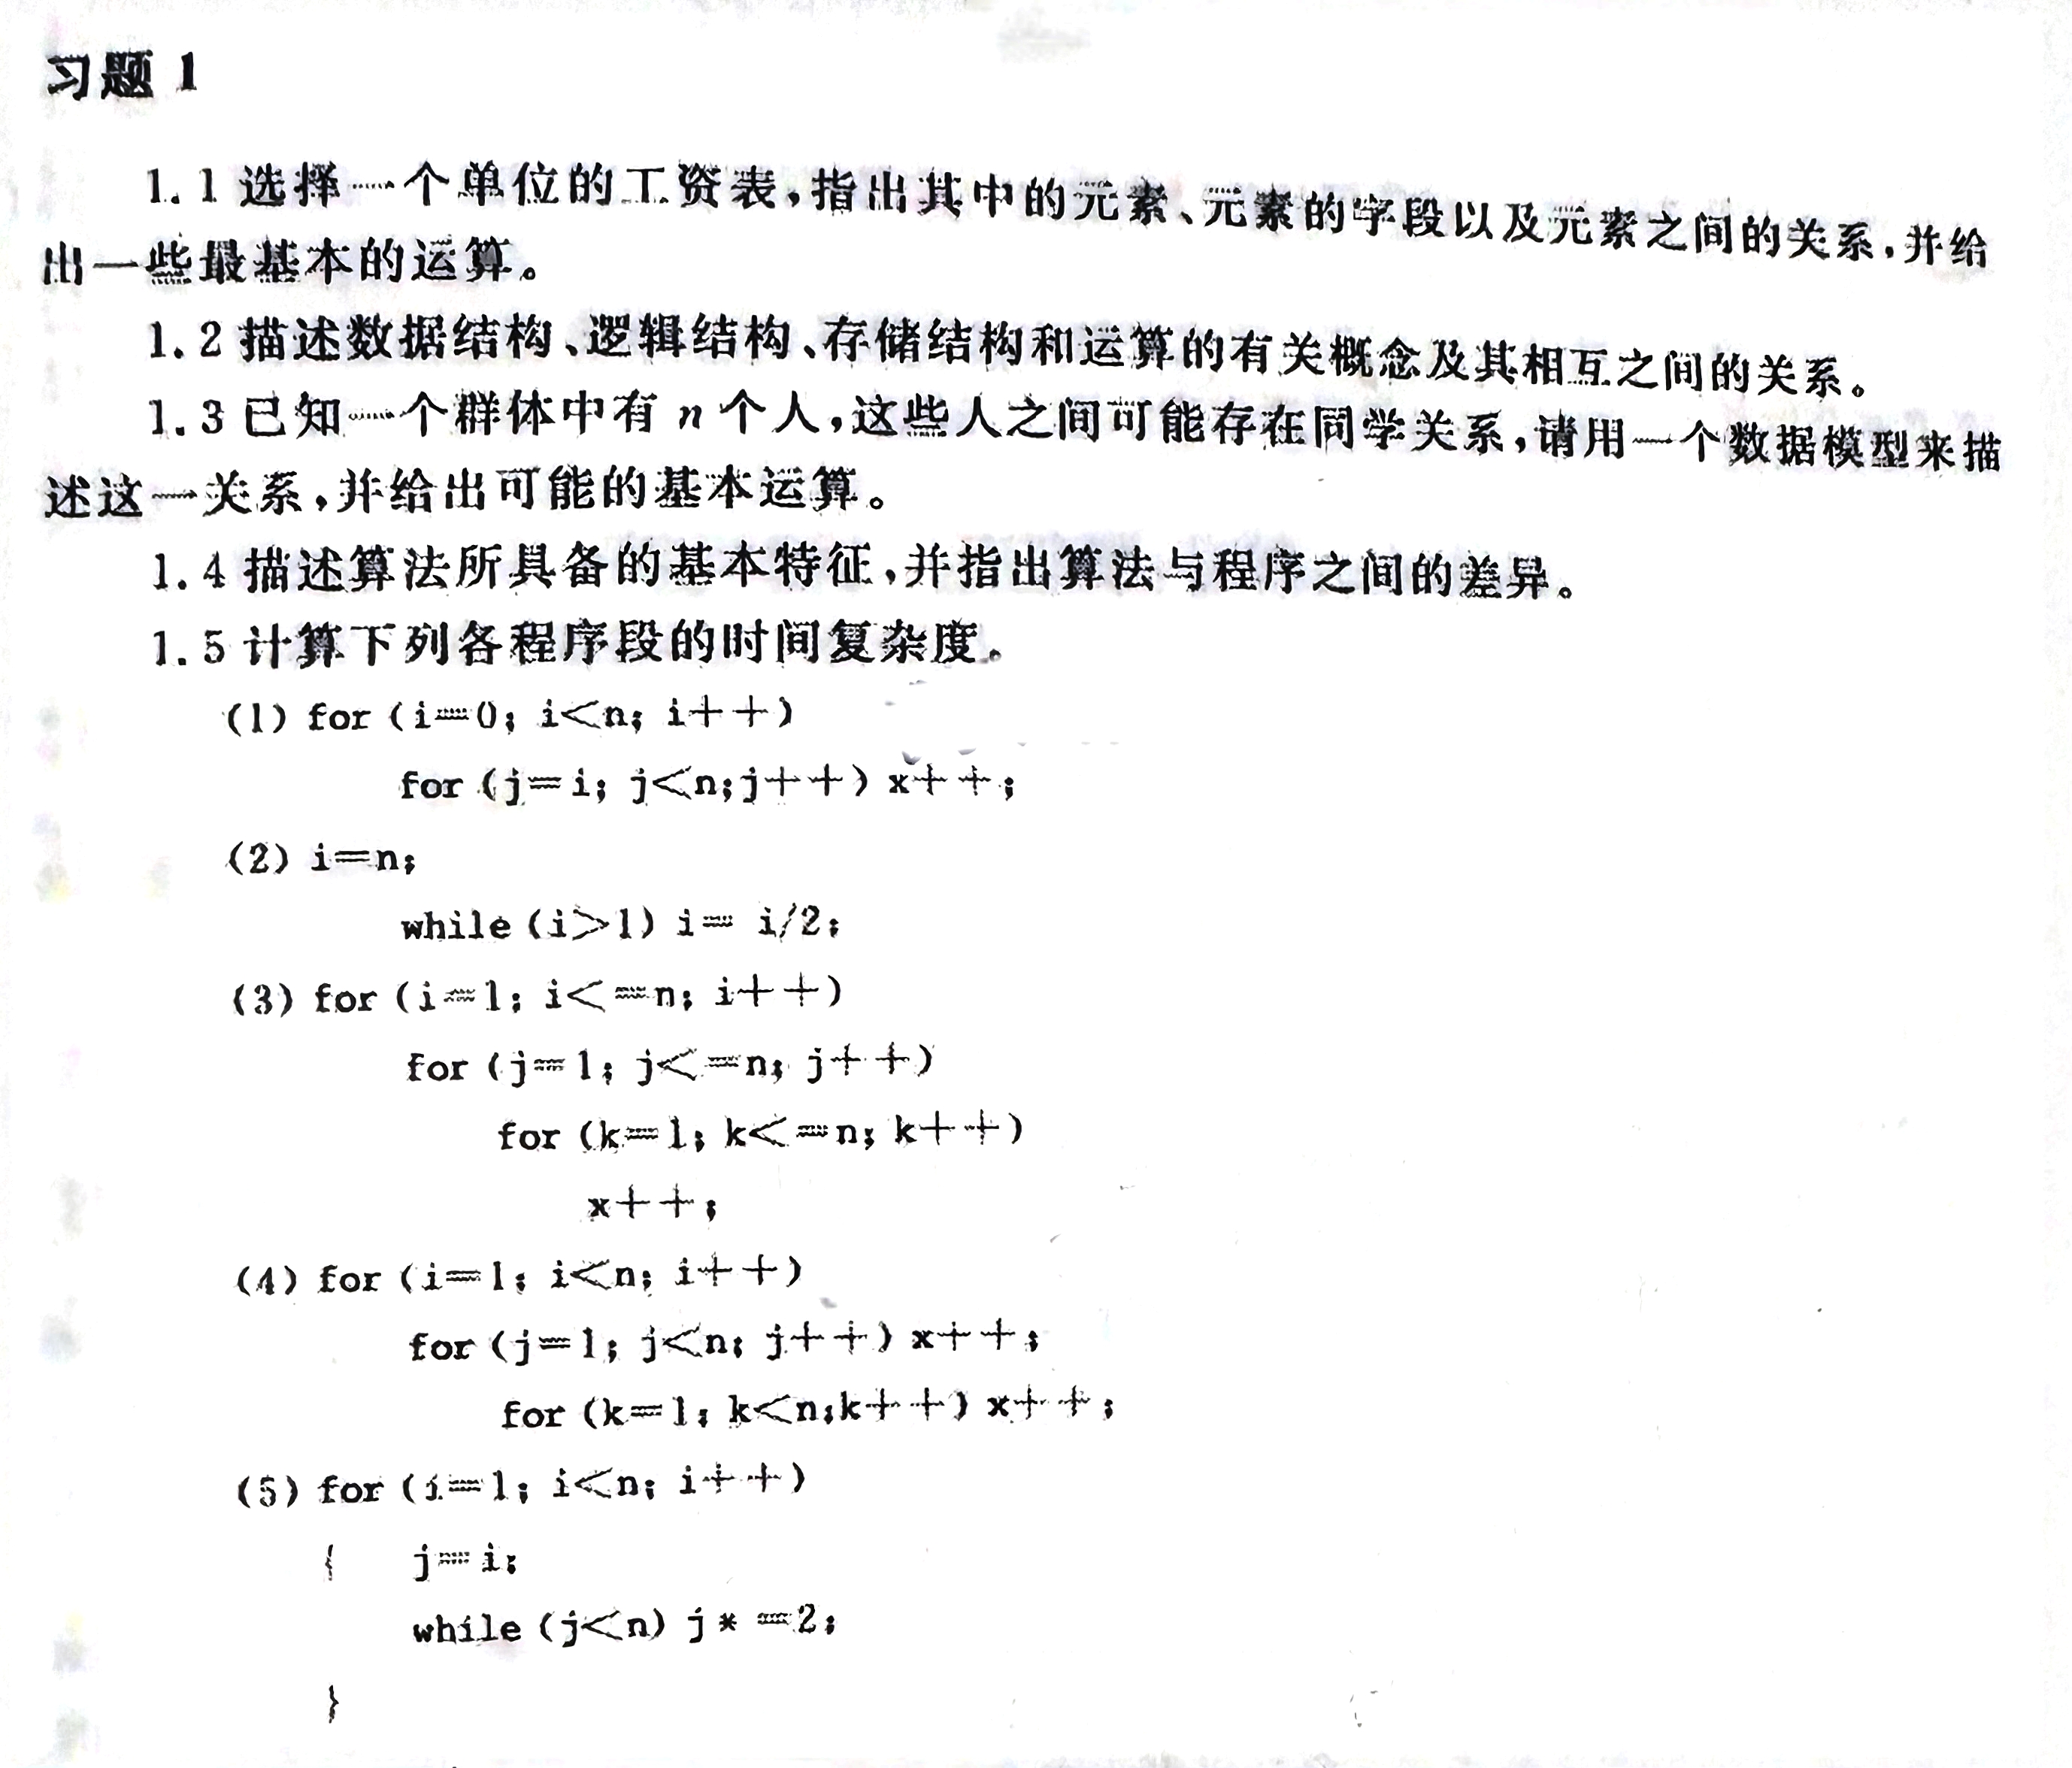 习题 1
1.1 选择一个单位的工资表,指出其中的元素、元素的字段以及元素之间的关系,并给
出一些最基本的运算。
1.2 描述数据结构、逻辑结构、存储结构和运算的有关概念及其相互之间的关系。
1.3 已知一个群体中有 n 个人,这些人之间可能存在同学关系,请用一个数据模型来描
述这一关系,并给出可能的基本运算。
1.4 描述算法所具备的基本特征,并指出算法与程序之间的差异。
1.5 计算下列各程序段的时间复杂度。
(1) for (i=0; i<n; i++)
for (j=i; j<n;j++) x++;
(2) i=n;
while (i>1) i= i/2;
(3) for (i=1; i<=n; i++)
for (j=1; j<=n; j++)
for (k=1; k<=n; k++)
x++;
(4) for (i=1; i<n; i++)
for (j=1; j<n; j++) x++;
for (k=1; k<n;k++) x++;
(5) for (i=1; i<n; i++)
{ j=i;
while (j<n) j* =2;
}